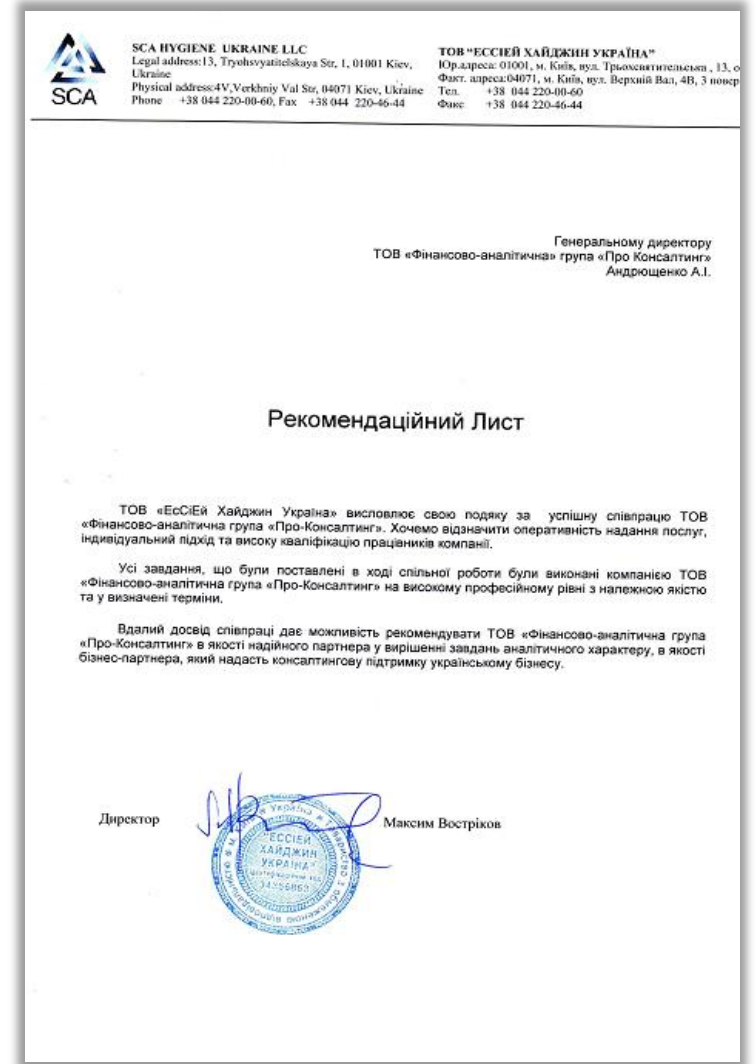 SCA
SCA HYGIENE UKRAINE LLC
Legal address:13, Tryohsvyatitelskaya Str, 1, 01001 Kiev,
Ukraine
Physical address:4V,Verkhniy Val Str, 04071 Kiev, Ukraine
Phone +38 044 220-00-60, Fax +38 044 220-46-44
ТОВ "ЕССІЕЙ ХАЙДЖИН УКРАЇНА"
Юр.адреса: 01001, м. Київ, вул. Трьохсвятительська , 13, о
Факт. адреса:04071, м. Київ, вул. Верхній Вал, 4В, 3 повер
Тел. +38 044 220-00-60
Факс +38 044 220-46-44
Генеральному директору
ТОВ «Фінансово-аналітична» група «Про Консалтинг»
Андрющенко А.І.
Рекомендаційний Лист
ТОВ «ЕсСіЕй Хайджин Україна» висловлює свою подяку за успішну співпрацю ТОВ
«Фінансово-аналітична група «Про-Консалтинг». Хочемо відзначити оперативність надання послуг,
індивідуальний підхід та високу кваліфікацію працівників компанії.
Усі завдання, що були поставлені в ході спільної роботи були виконані компанією ТОВ
«Фінансово-аналітична група «Про-Консалтинг» на високому професійному рівні з належною якістю
та у визначені терміни.
Вдалий досвід співпраці дає можливість рекомендувати ТОВ «Фінансово-аналітична група
«Про-Консалтинг» в якості надійного партнера у вирішенні завдань аналітичного характеру, в якості
бізнес-партнера, який надасть консалтингову підтримку українському бізнесу.
Директор
Максим Востріков
Україна
Товариство з обмеженою відповідальністю
"ЕССІЕЙ
ХАЙДЖИН
УКРАЇНА"